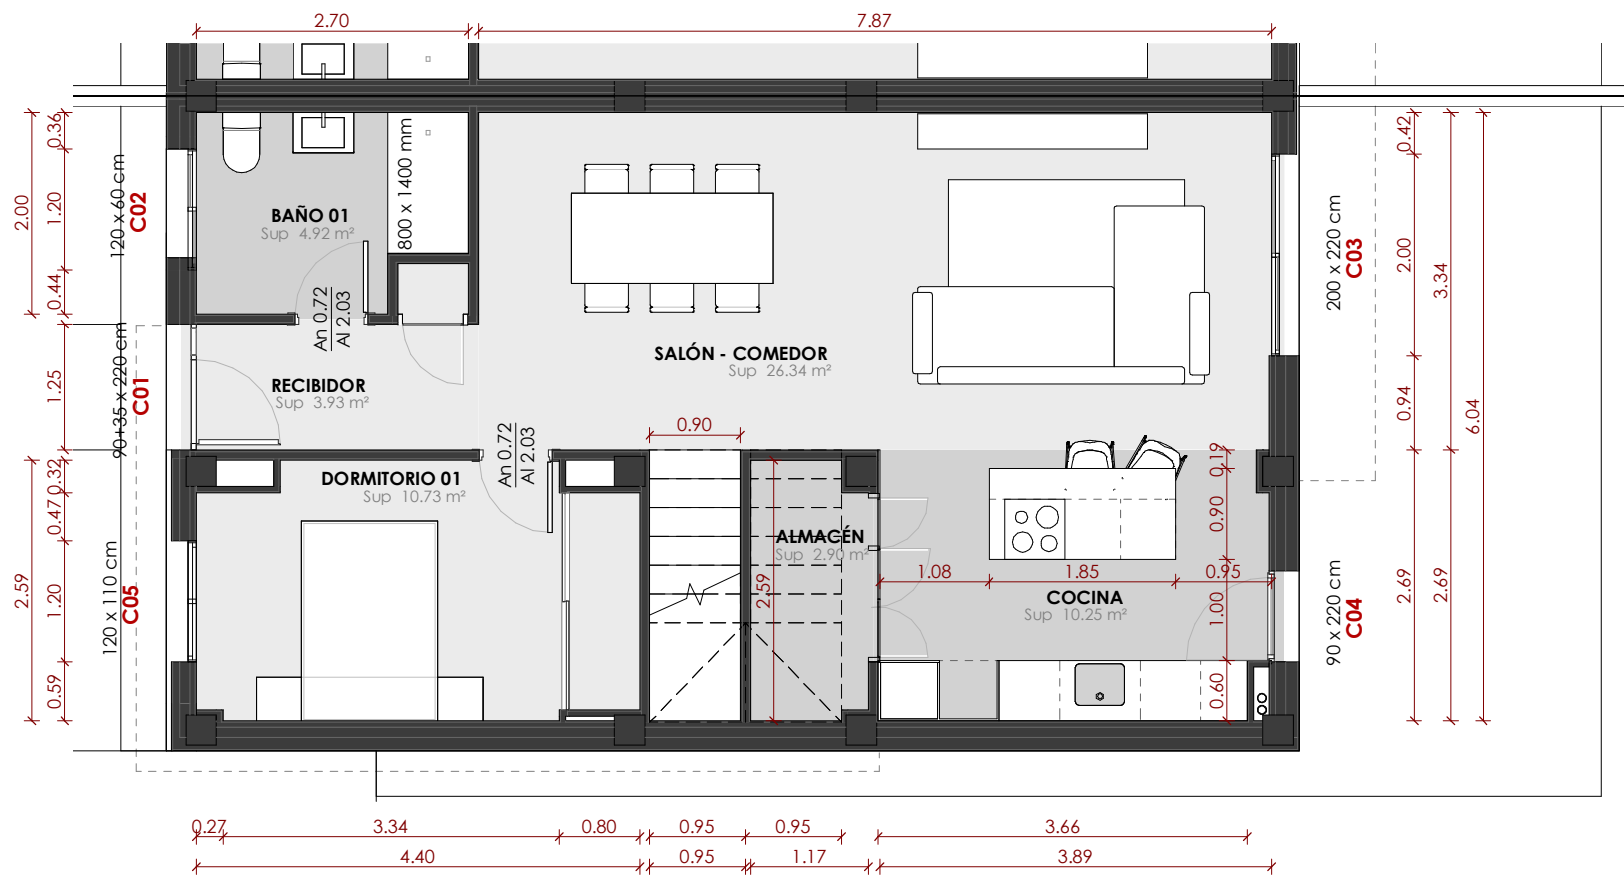 2.70
7.87
0.36
1.20
0.44
2.00
120 x 60 cm
C02
BAÑO 01
Sup 4.92 m²
800 x 1400 mm
An 0.72
Al 2.03
1.25
90+35 x 220 cm
C01
RECIBIDOR
Sup 3.93 m²
SALÓN - COMEDOR
Sup 26.34 m²
200 x 220 cm
C03
0.42
2.00
0.94
3.34
6.04
0.90
An 0.72
Al 2.03
DORMITORIO 01
Sup 10.73 m²
0.32
0.47
1.20
0.59
2.59
120 x 110 cm
C05
ALMACÉN
Sup 2.90 m²
2.59
0.19
0.90
1.08
1.85
0.95
COCINA
Sup 10.25 m²
1.00
0.60
90 x 220 cm
C04
2.69
2.69
0.27
3.34
0.80
0.95
0.95
3.66
4.40
0.95
1.17
3.89